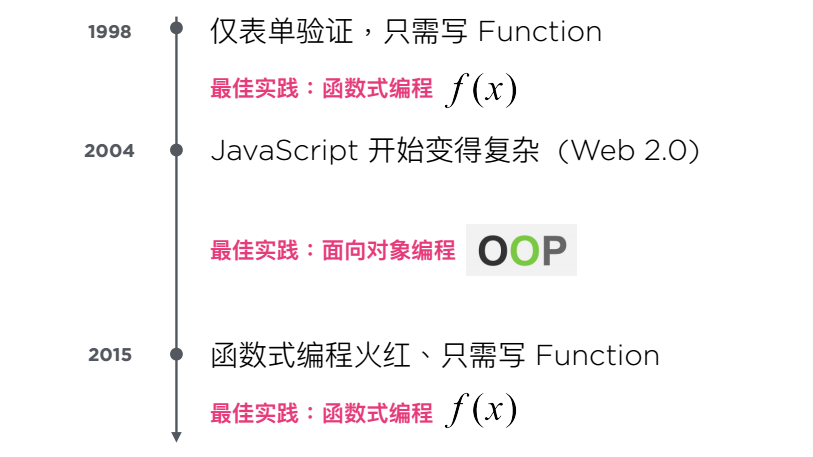 1998 仅表单验证，只需写 Function
最佳实践：函数式编程 f(x)
2004 JavaScript 开始变得复杂 (Web 2.0)
最佳实践：面向对象编程 OOP
2015 函数式编程火红、只需写 Function
最佳实践：函数式编程 f(x)